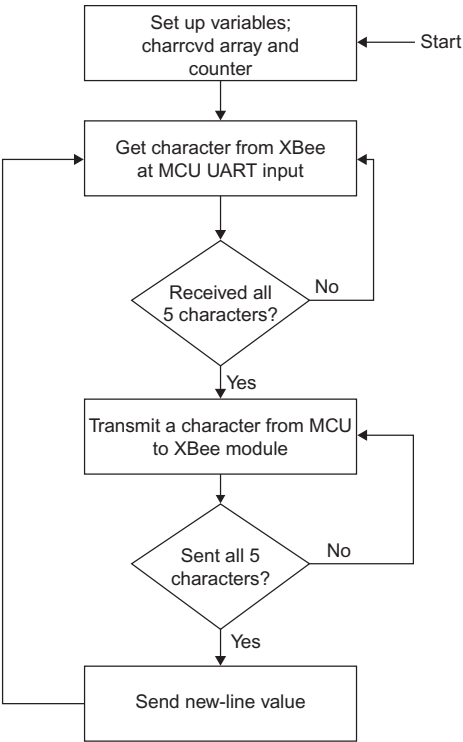 Set up variables;
charrcvd array and
counter
Start
Get character from XBee
at MCU UART input
Received all
5 characters?
No
Yes
Transmit a character from MCU
to XBee module
Sent all 5
characters?
No
Yes
Send new-line value